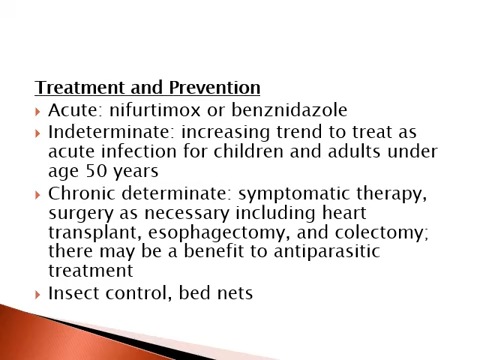 Treatment and Prevention
Acute: nifurtimox or benznidazole
Indeterminate: increasing trend to treat as
acute infection for children and adults under
age 50 years
Chronic determinate: symptomatic therapy,
surgery as necessary including heart
transplant, esophagectomy, and colectomy;
there may be a benefit to antiparasitic
treatment
Insect control, bed nets